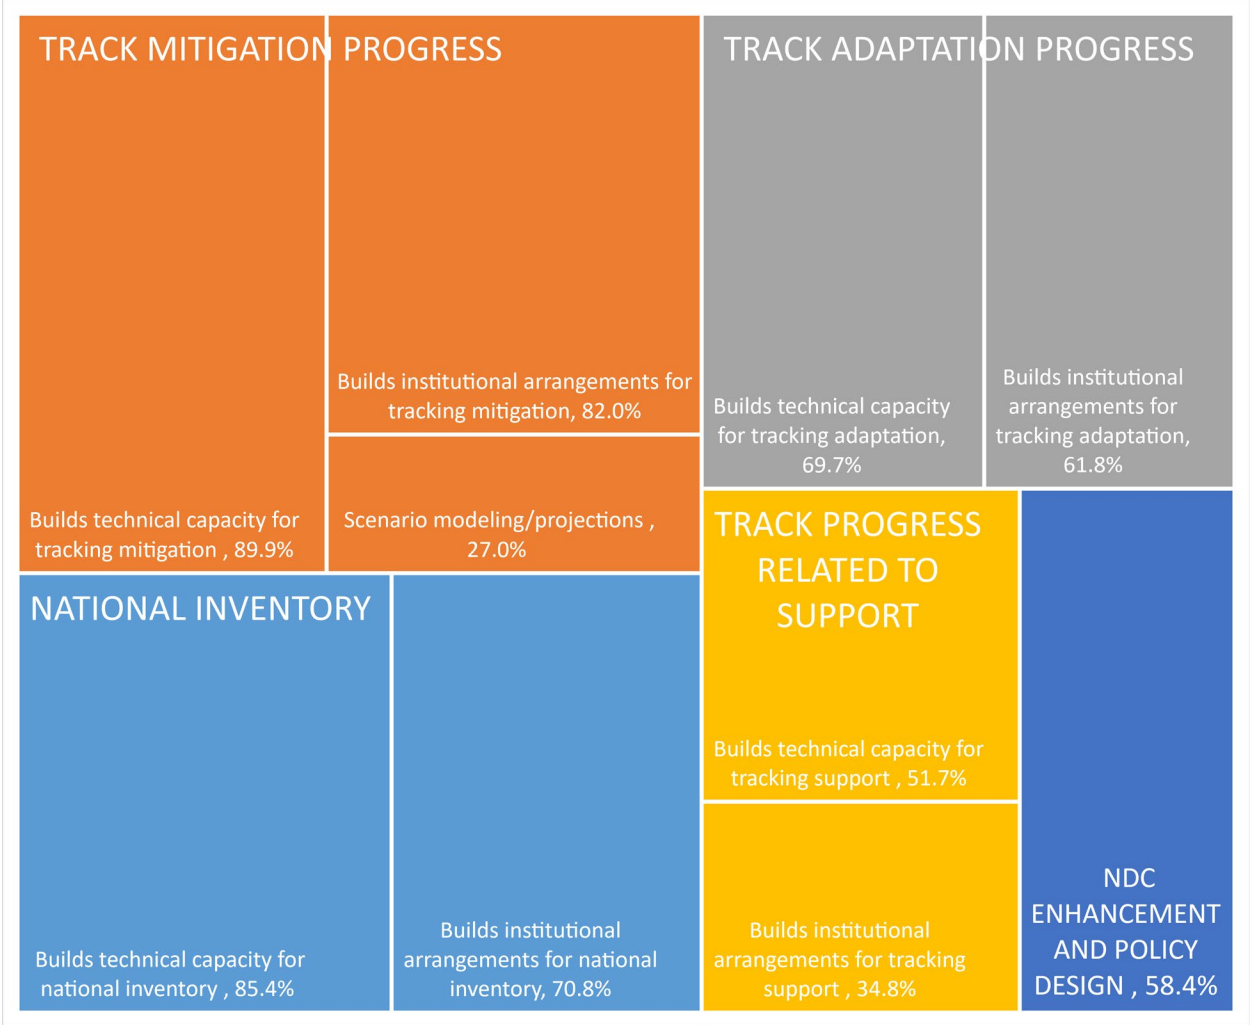 TRACK MITIGATION PROGRESS
Builds technical capacity for
tracking mitigation , 89.9%
Builds institutional arrangements for
tracking mitigation, 82.0%
Scenario modeling/projections ,
27.0%
TRACK ADAPTATION PROGRESS
Builds technical capacity
for tracking adaptation,
69.7%
Builds institutional
arrangements for
tracking adaptation,
61.8%
NATIONAL INVENTORY
Builds technical capacity for
national inventory , 85.4%
Builds institutional
arrangements for national
inventory, 70.8%
TRACK PROGRESS
RELATED TO
SUPPORT
Builds technical capacity for
tracking support , 51.7%
Builds institutional
arrangements for tracking
support , 34.8%
NDC
ENHANCEMENT
AND POLICY
DESIGN , 58.4%